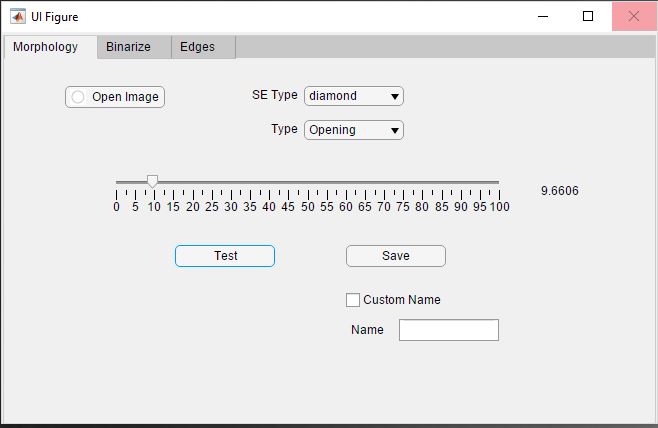 UI Figure
Morphology Binarize Edges
Open Image SE Type diamond
Type Opening
9.6606
0 5 10 15 20 25 30 35 40 45 50 55 60 65 70 75 80 85 90 95 100
Test Save
Custom Name
Name